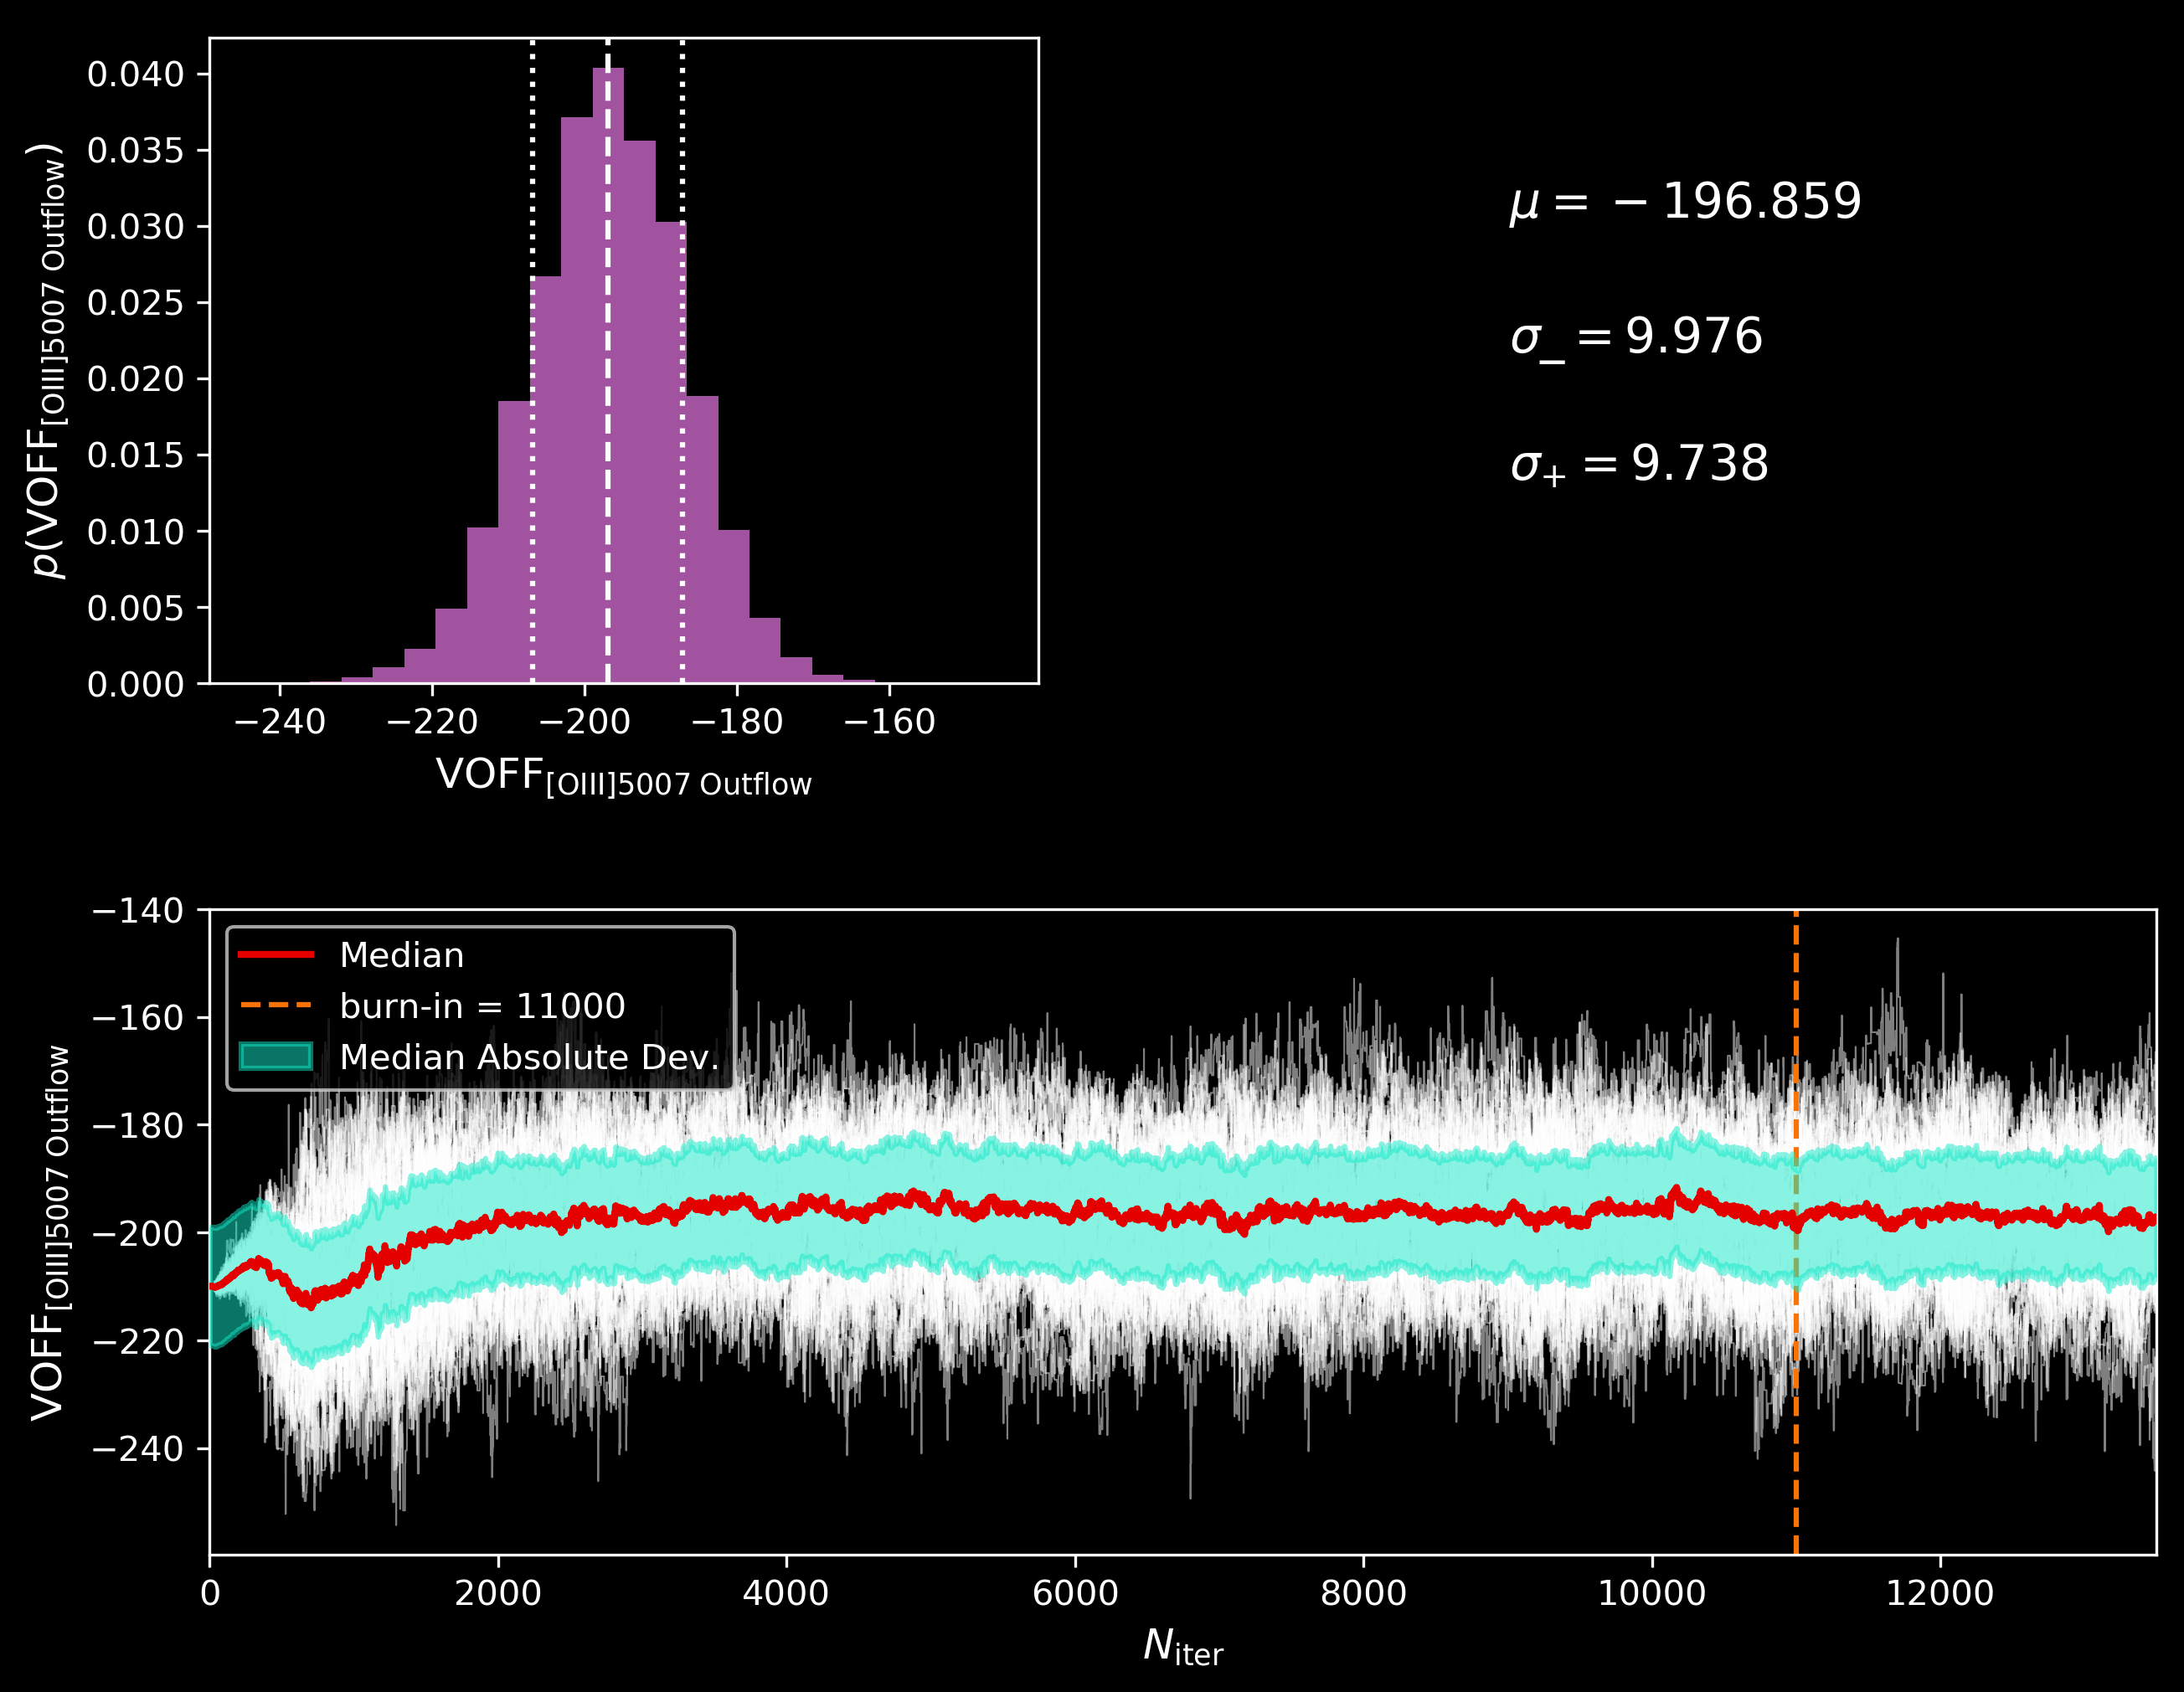 0.040
0.035
0.030
0.025
0.020
0.015
0.010
0.005
0.000
p(VOFF[OIII]5007 Outflow)
−240 −220 −200 −180 −160
VOFF[OIII]5007 Outflow
μ = −196.859
σ− = 9.976
σ+ = 9.738
−140
−160
−180
−200
−220
−240
VOFF[OIII]5007 Outflow
Median
burn-in = 11000
Median Absolute Dev.
0 2000 4000 6000 8000 10000 12000
Niter